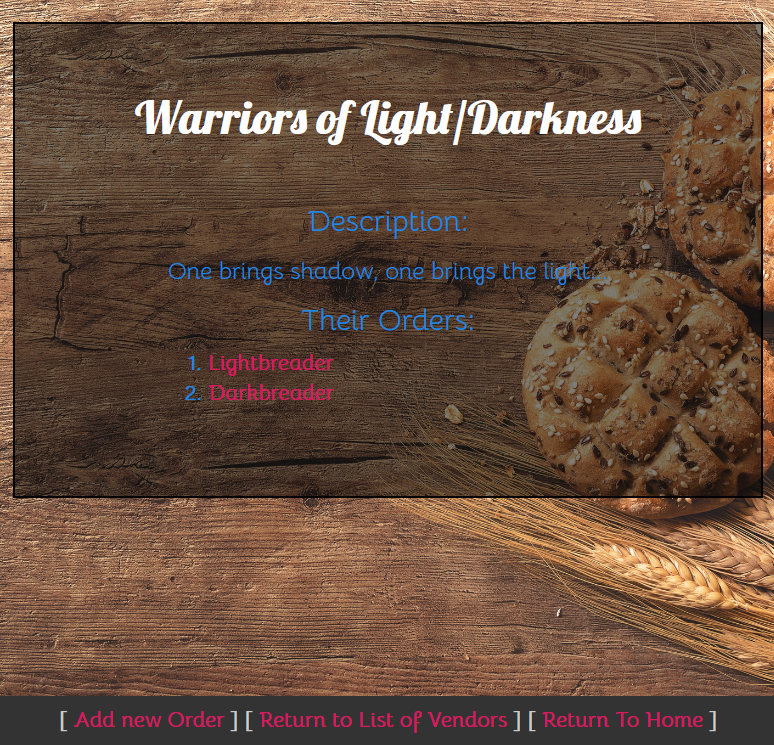 Warriors of Light/Darkness
Description:
One brings shadow, one brings the light...
Their Orders:
1. Lightbreader
2. Darkbreader
[ Add new Order ] [ Return to List of Vendors ] [ Return To Home ]